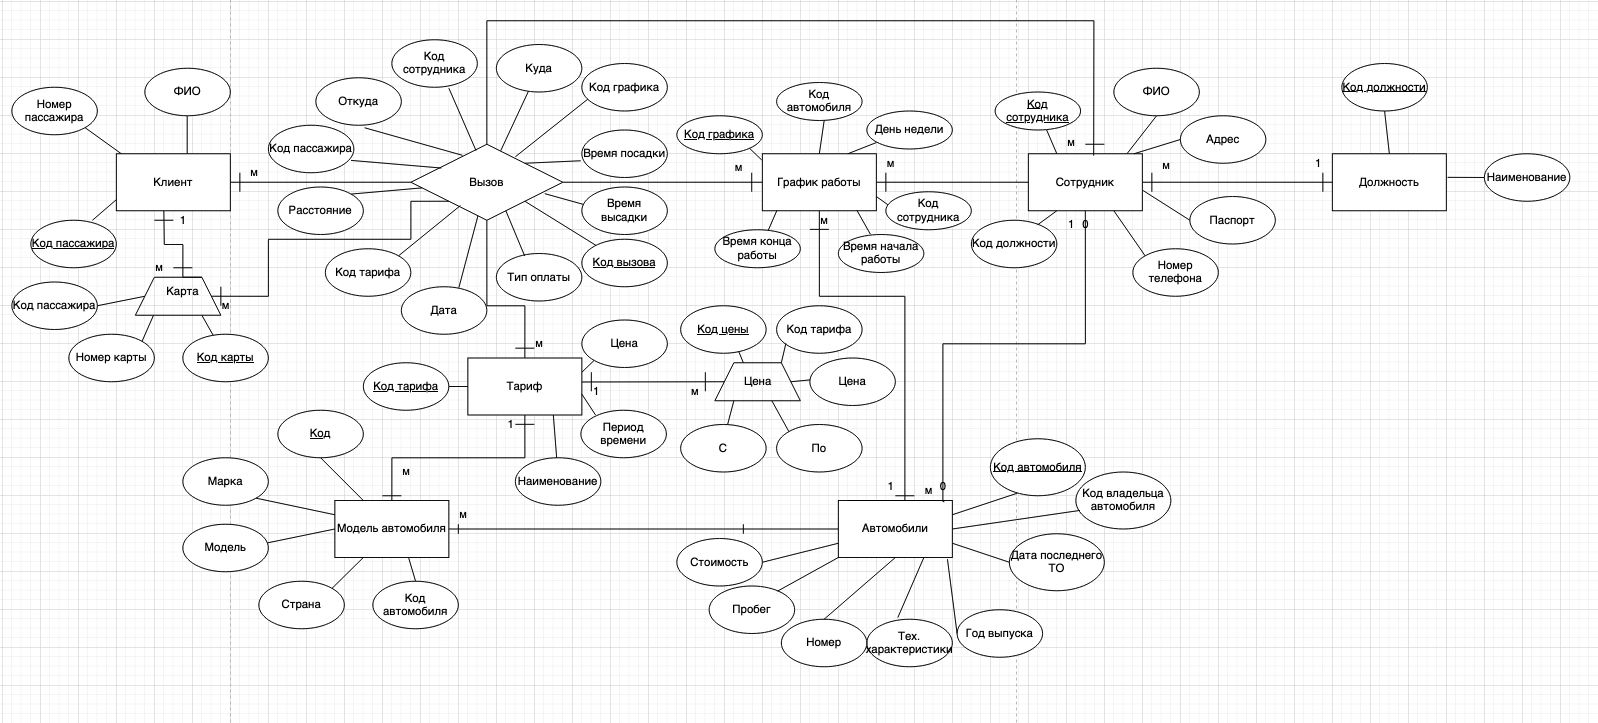 Код
сотрудника
Куда
ФИО
Код графика
Откуда
Номер
пассажира
Код пассажира
Время посадки
Клиент
м
Вызов
Расстояние
Время
высадки
Код пассажира
1
м
Код тарифа
Тип оплаты
Код вызова
Дата
Карта
м
Код пассажира
Номер карты
Код карты
Код
автомобиля
День недели
Код графика
м
График работы
м
Код
сотрудника
м
Время конца
работы
Время начала
работы
Код
сотрудника
ФИО
Адрес
м
Сотрудник
м
1
Код должности
1 0
Паспорт
Номер
телефона
Код должности
Должность
Наименование
м
Цена
Код тарифа
Тариф
1
м
Период
времени
1
Наименование
Код цены
Код тарифа
Цена
Цена
С
По
Код
Марка
м
Модель автомобиля
м
Модель
Страна
Код
автомобиля
1
м 0
Автомобили
Код автомобиля
Код владельца
автомобиля
Дата последнего
ТО
Стоимость
Пробег
Номер
Тех.
характеристики
Год выпуска